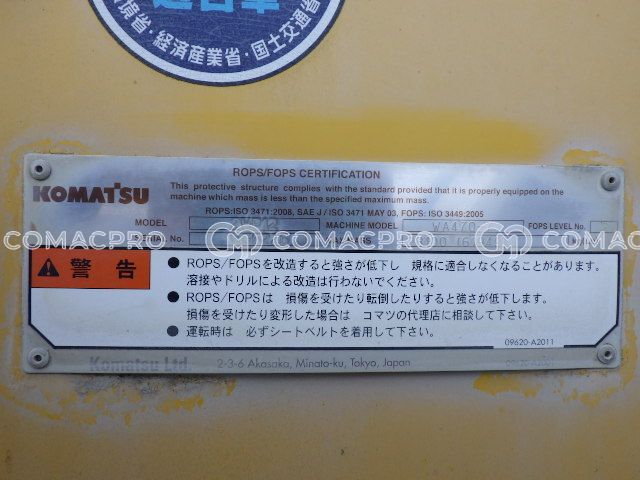 環境省・経済産業省・国土交通省
ROPS/FOPS CERTIFICATION
KOMATSU
This protective structure complies with the standard provided that it is properly equipped on the
machine which mass is less than the specified maximum mass.
ROPS:ISO 3471:2008, SAE J / ISO 3471 MAY 03, FOPS: ISO 3449:2005
MODEL MACHINE MODEL WA470 FOPS LEVEL No.
SERIAL No. MASS
COMACPRO COMACPRO COMACPRO
警告
● ROPS/FOPSを改造すると強さが低下し 規格に適合しなくなることがあります。
溶接やドリルによる改造は行わないでください。
● ROPS/FOPSは 損傷を受けたり転倒したりすると強さが低下します。
損傷を受けたり変形した場合は コマツの代理店に相談して下さい。
● 運転時は 必ずシートベルトを着用して下さい。
09620-A2011
Komatsu Ltd. 2-3-6 Akasaka, Minato-ku, Tokyo, Japan